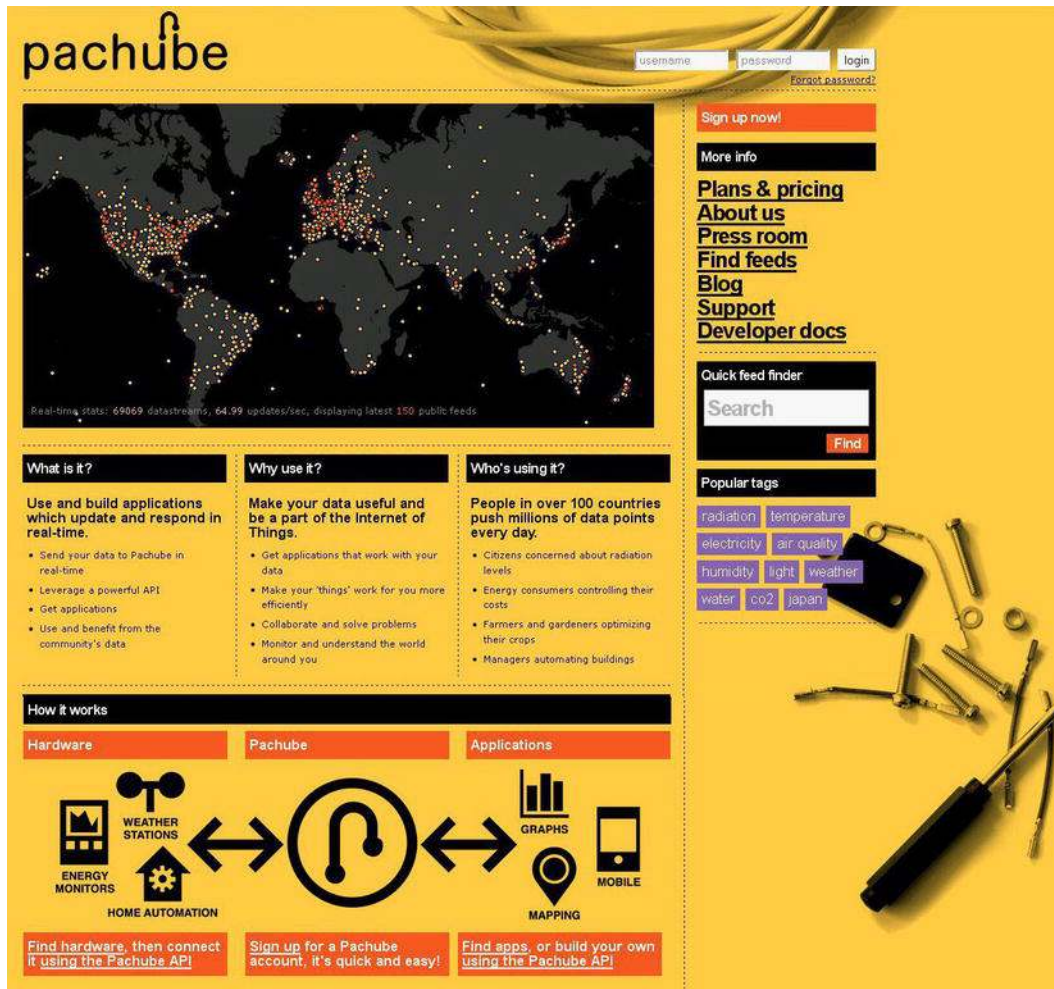 pachube
username password login
Forgot password?
Real-time stats: 69069 datastreams, 64.99 updates/sec, displaying latest 150 public feeds
Sign up now!
More info
Plans & pricing
About us
Press room
Find feeds
Blog
Support
Developer docs
Quick feed finder
Search
Find
Popular tags
radiation temperature
electricity air quality
humidity light weather
water co2 japan
What is it?
Use and build applications
which update and respond in
real-time.
• Send your data to Pachube in
real-time
• Leverage a powerful API
• Get applications
• Use and benefit from the
community's data
Why use it?
Make your data useful and
be a part of the Internet of
Things.
• Get applications that work with your
data
• Make your 'things' work for you more
efficiently
• Collaborate and solve problems
• Monitor and understand the world
around you
Who's using it?
People in over 100 countries
push millions of data points
every day.
• Citizens concerned about radiation
levels
• Energy consumers controlling their
costs
• Farmers and gardeners optimizing
their crops
• Managers automating buildings
How it works
Hardware
Pachube
Applications
WEATHER
STATIONS
ENERGY
MONITORS
HOME AUTOMATION
GRAPHS
MOBILE
MAPPING
Find hardware, then connect
it using the Pachube API
Sign up for a Pachube
account, it's quick and easy!
Find apps, or build your own
using the Pachube API